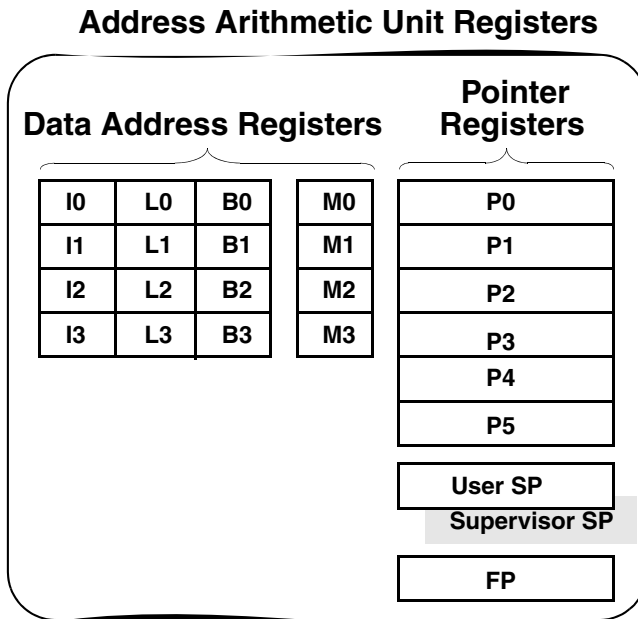 Address Arithmetic Unit Registers
Data Address Registers
Pointer
Registers
I0 L0 B0 M0
I1 L1 B1 M1
I2 L2 B2 M2
I3 L3 B3 M3
P0
P1
P2
P3
P4
P5
User SP
Supervisor SP
FP